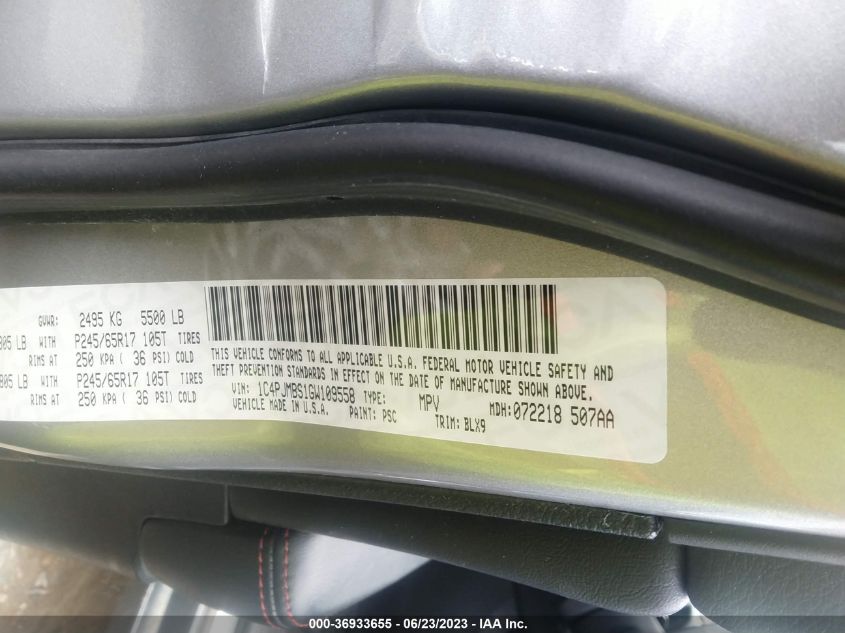 GVWR: 2495 KG 5500 LB
805 LB WITH P245/65R17 105T TIRES
RIMS AT 250 KPA ( 36 PSI) COLD
805 LB WITH P245/65R17 105T TIRES
RIMS AT 250 KPA ( 36 PSI) COLD
THIS VEHICLE CONFORMS TO ALL APPLICABLE U.S.A. FEDERAL MOTOR VEHICLE SAFETY AND
THEFT PREVENTION STANDARDS IN EFFECT ON THE DATE OF MANUFACTURE SHOWN ABOVE.
VIN: 1C4PJMBS1GW109558 TYPE: MPV MDH: 072218 507AA
VEHICLE MADE IN U.S.A. PAINT: PSC TRIM: BLX9
000-36933655 - 06/23/2023 - IAA Inc.